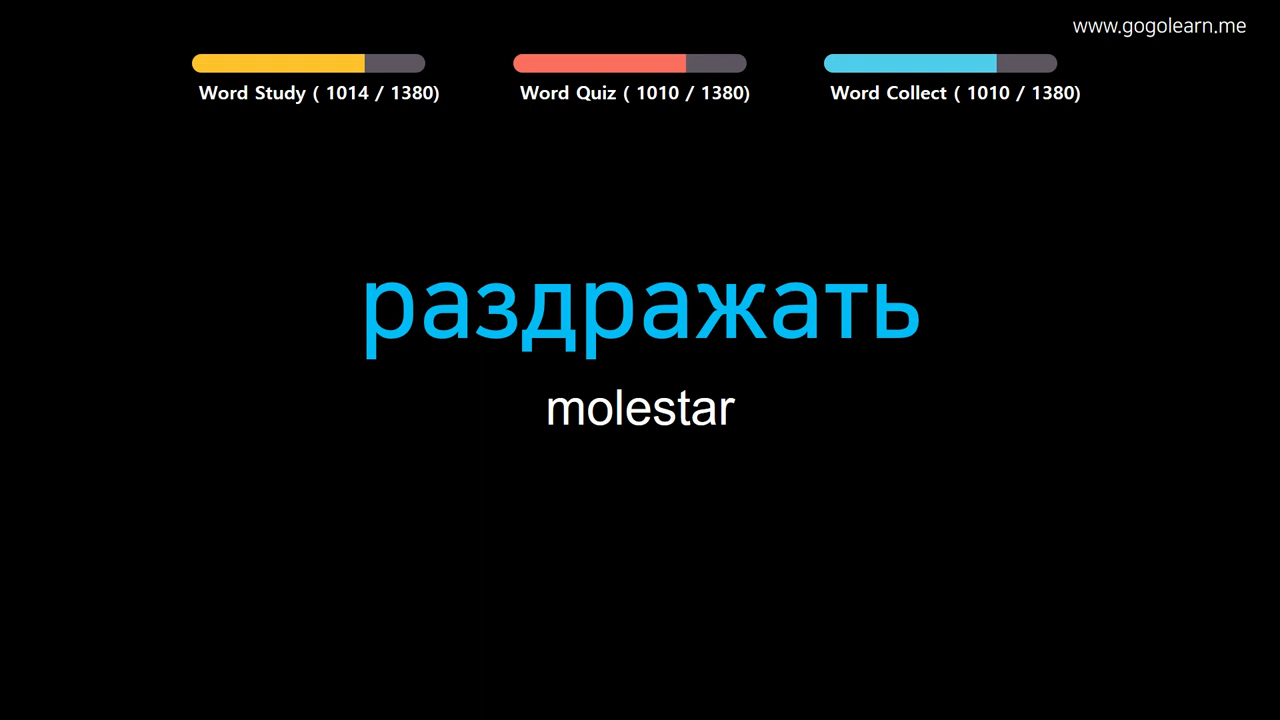 www.gogolearn.me
Word Study ( 1014 / 1380)
Word Quiz ( 1010 / 1380)
Word Collect ( 1010 / 1380)
раздражать
molestar